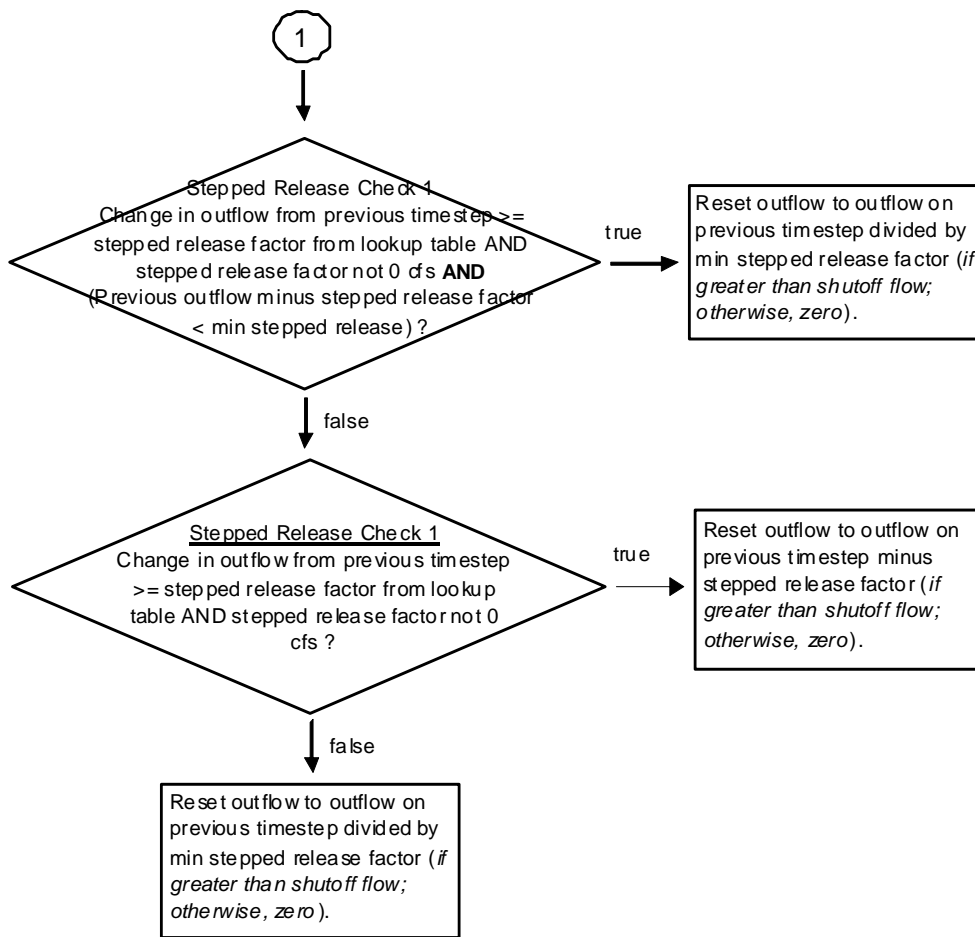 1
Stepped Release Check 1
Change in outflow from previous timestep >=
stepped release factor from lookup table AND
stepped release factor not 0 cfs AND
(Previous outflow minus stepped release factor
< min stepped release) ?
true
Reset outflow to outflow on
previous timestep divided by
min stepped release factor (if
greater than shutoff flow;
otherwise, zero).
false
Stepped Release Check 1
Change in outflow from previous timestep
>= stepped release factor from lookup
table AND stepped release factor not 0
cfs ?
true
Reset outflow to outflow on
previous timestep minus
stepped release factor (if
greater than shutoff flow;
otherwise, zero).
false
Reset outflow to outflow on
previous timestep divided by
min stepped release factor (if
greater than shutoff flow;
otherwise, zero).